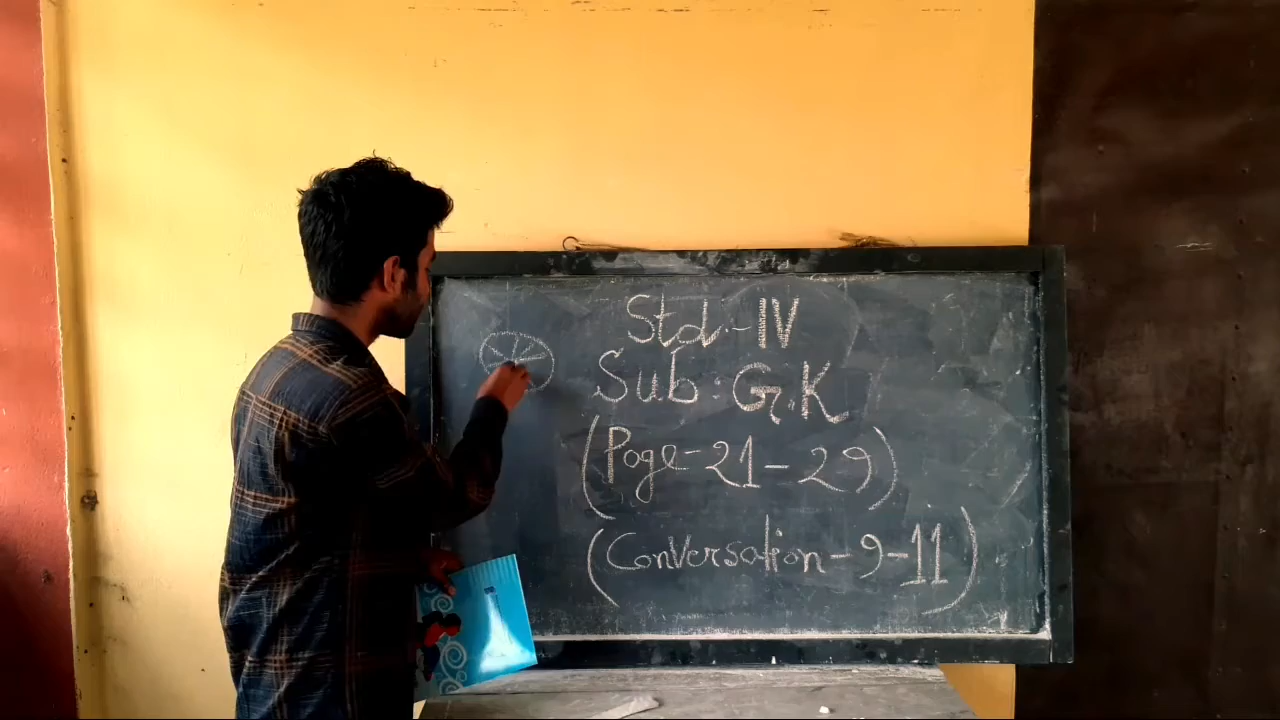 Std.-IV
Sub: G.K
(Page-21-29)
(Conversation-9-11)